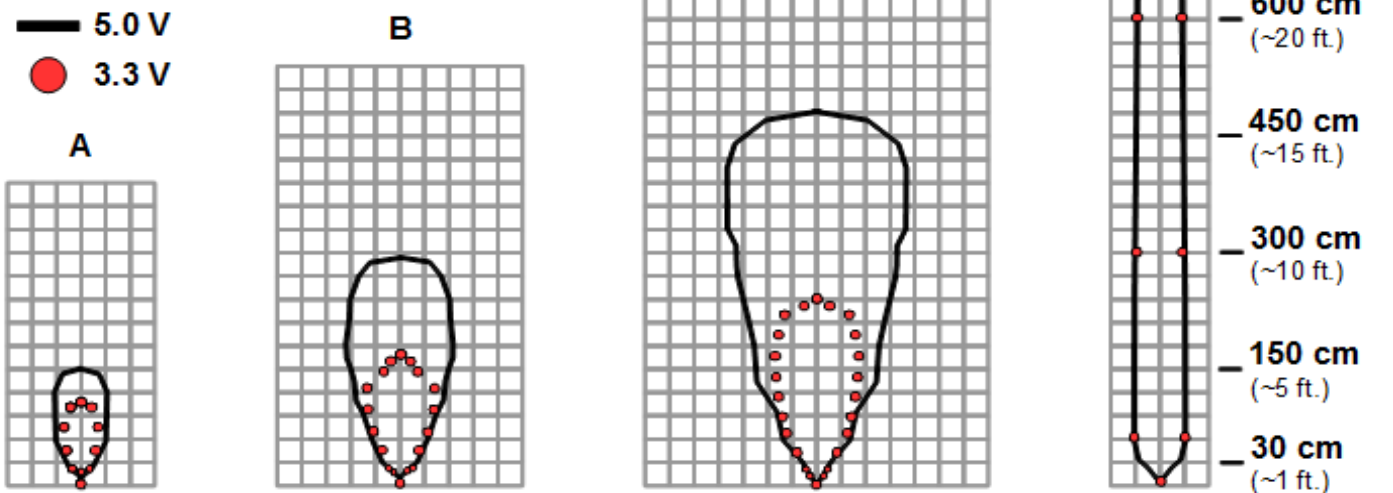 5.0 V
3.3 V
A
B
600 cm
(~20 ft.)
450 cm
(~15 ft.)
300 cm
(~10 ft.)
150 cm
(~5 ft.)
30 cm
(~1 ft.)